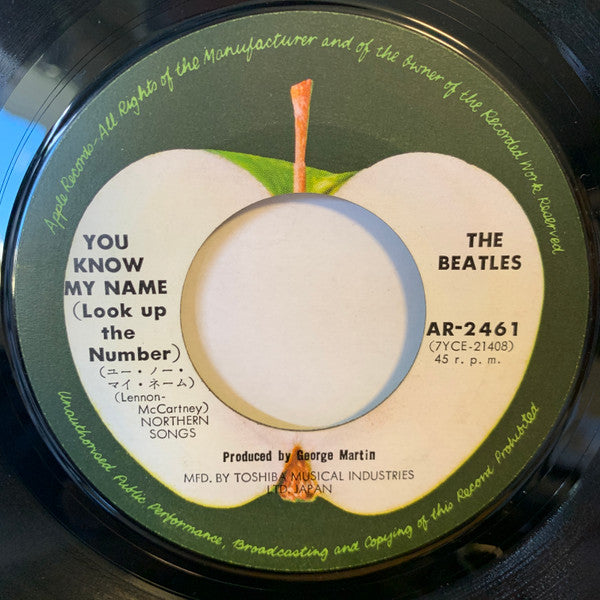 Apple Records-All Rights of the Manufacturer and of the Owner of the Recorded Work Reserved
YOU
KNOW
MY NAME
(Look up
the
Number)
(ユー・ノー・
マイ・ネーム)
(Lennon-
McCartney)
NORTHERN
SONGS
THE
BEATLES
AR-2461
(7YCE-21408)
45 r. p. m.
Produced by George Martin
MFD. BY TOSHIBA MUSICAL INDUSTRIES
LTD. JAPAN
Unauthorised Public Performance, Broadcasting and Copying of this Record Prohibited